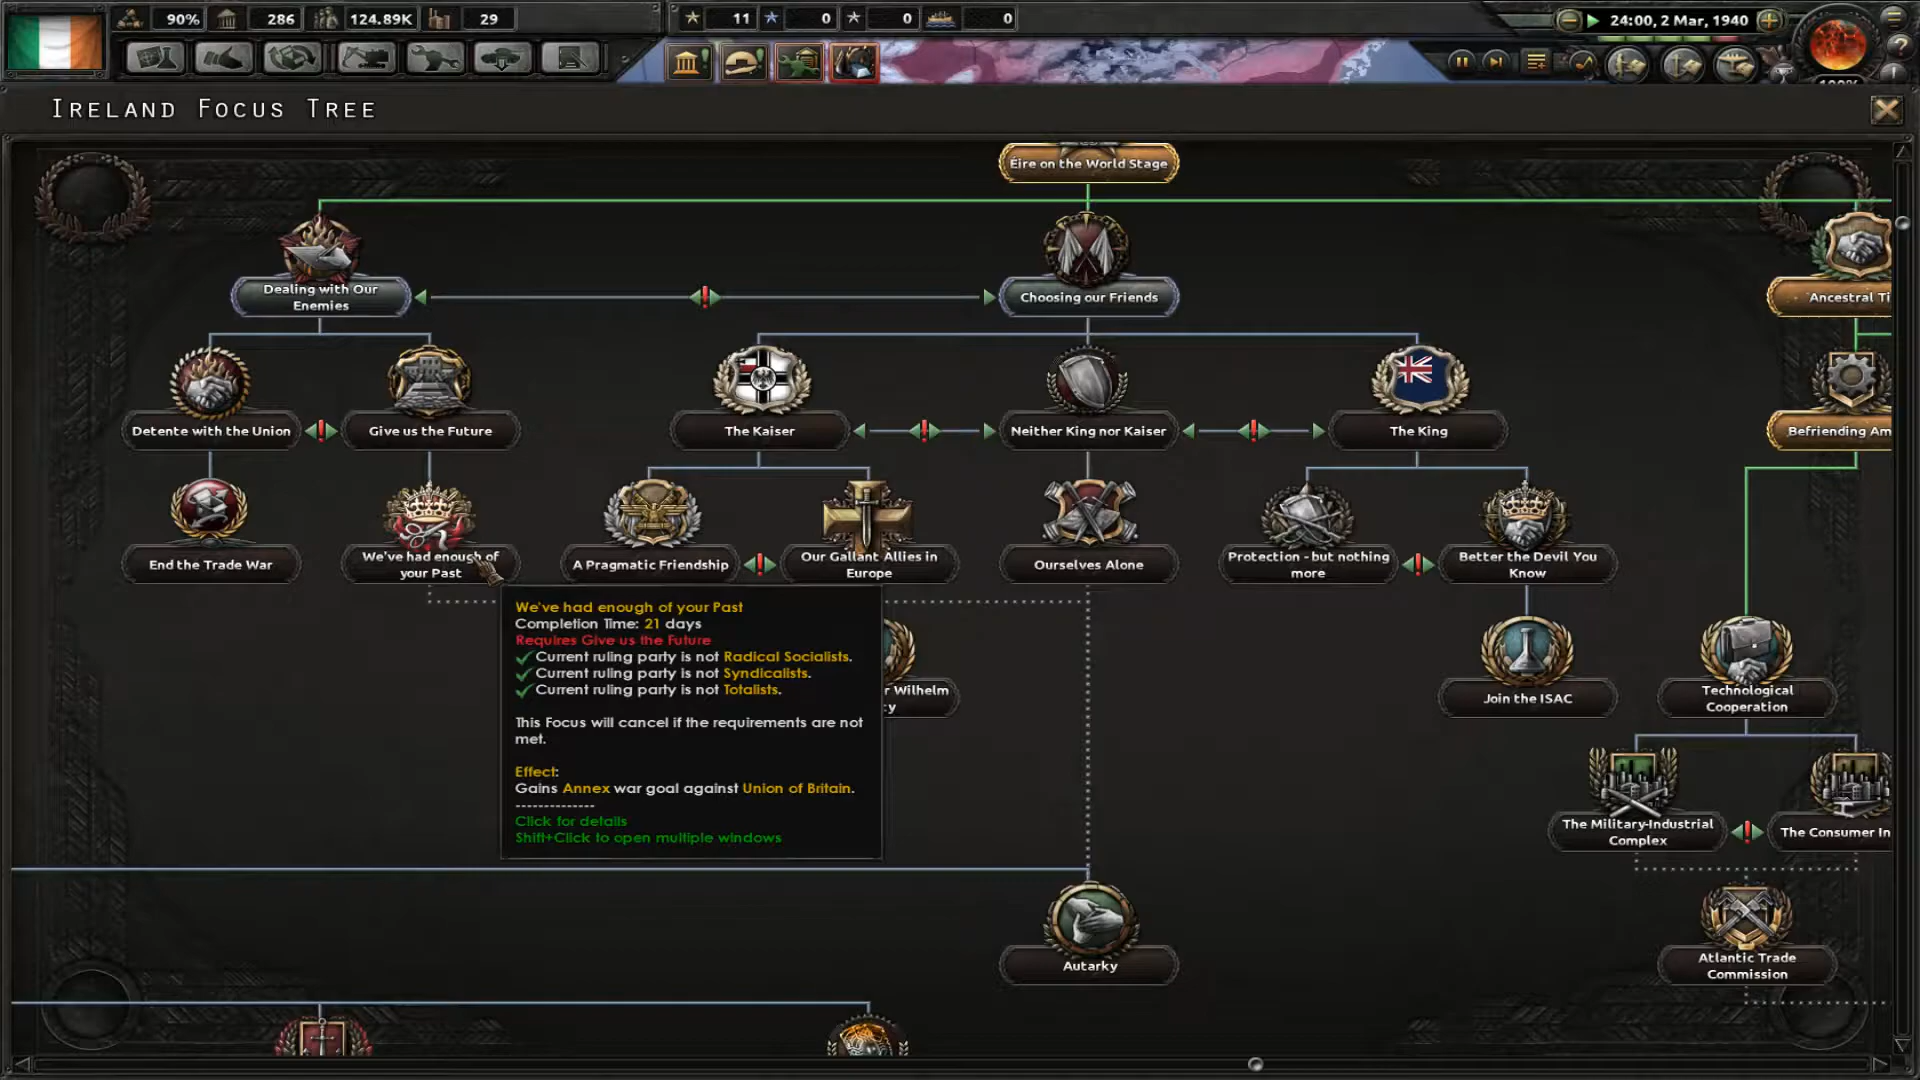 90%
286
124.89K
29
11
0
0
0
24:00, 2 Mar, 1940
IRELAND FOCUS TREE
Éire on the World Stage
Dealing with Our
Enemies
Choosing our Friends
Ancestral Ti
Detente with the Union
Give us the Future
The Kaiser
Neither King nor Kaiser
The King
Befriending Am
End the Trade War
We've had enough of
your Past
A Pragmatic Friendship
Our Gallant Allies in
Europe
Ourselves Alone
Protection - but nothing
more
Better the Devil You
Know
We've had enough of your Past
Completion Time: 21 days
Requires Give us the Future
Current ruling party is not Radical Socialists.
Current ruling party is not Syndicalists.
Current ruling party is not Totalists.
This Focus will cancel if the requirements are not
met.
Effect:
Gains Annex war goal against Union of Britain.
--------------
Click for details
Shift+Click to open multiple windows
r Wilhelm
cy
Join the ISAC
Technological
Cooperation
The Military-Industrial
Complex
The Consumer In
Autarky
Atlantic Trade
Commission